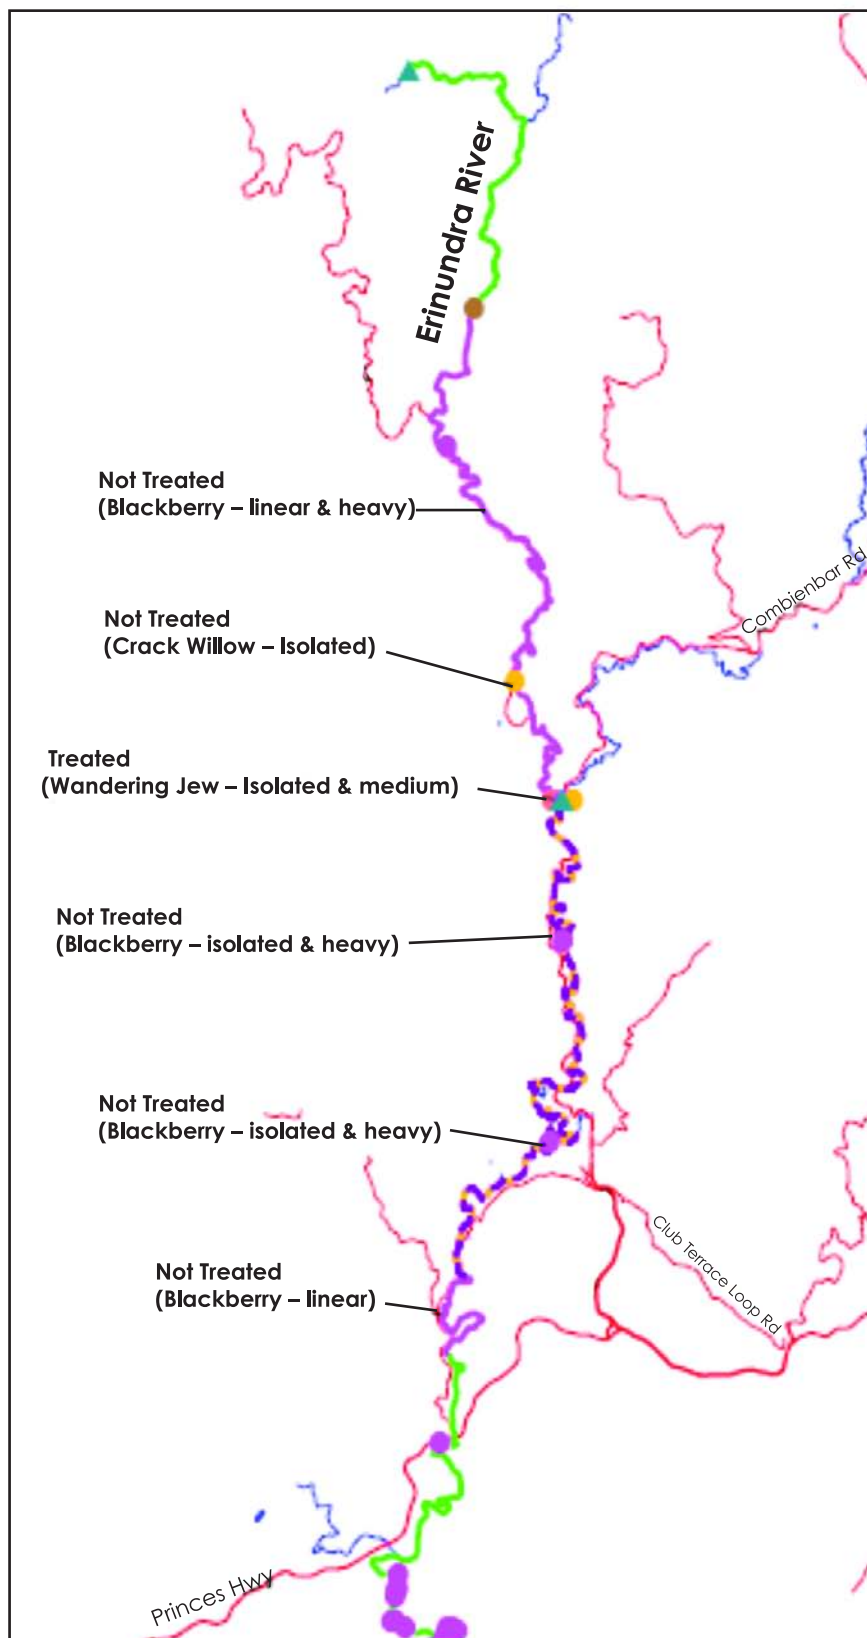 Erinundra River
Not Treated
(Blackberry – linear & heavy)
Combienbar Rd
Not Treated
(Crack Willow – Isolated)
Treated
(Wandering Jew – Isolated & medium)
Not Treated
(Blackberry – isolated & heavy)
Not Treated
(Blackberry – isolated & heavy)
Club Terrace Loop Rd
Not Treated
(Blackberry – linear)
Princes Hwy